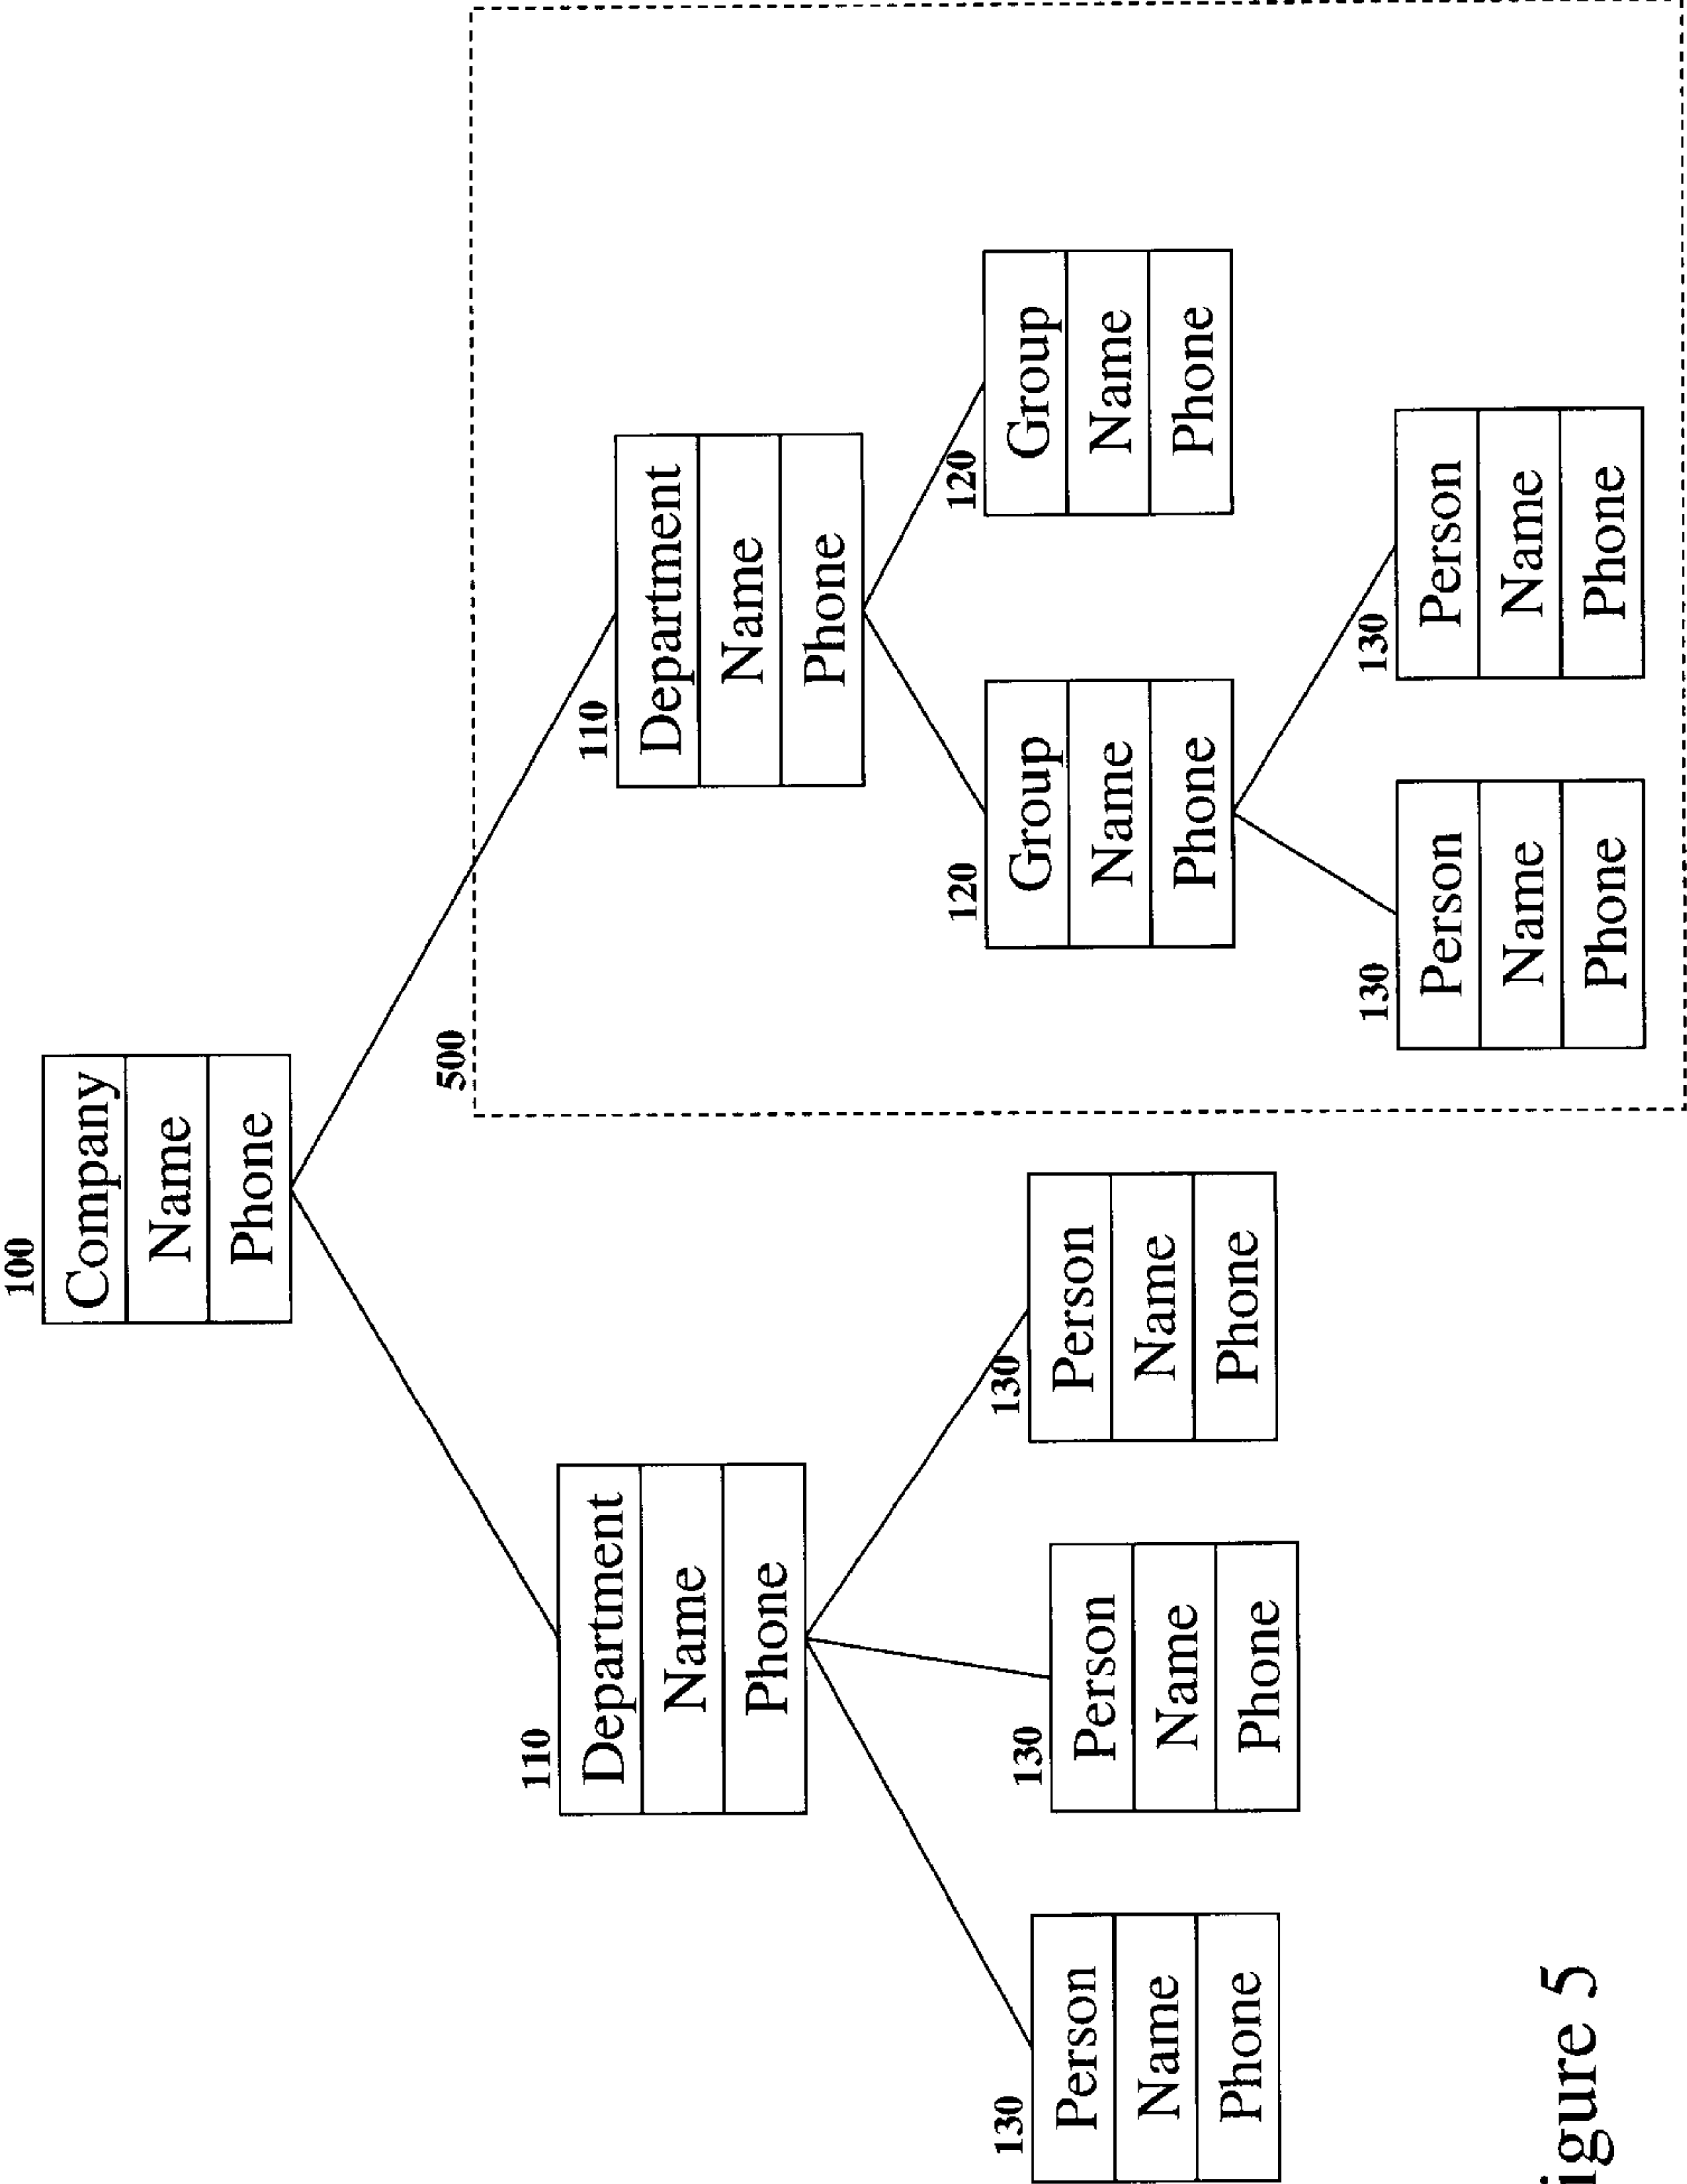 100
Company
Name
Phone
500
110
Department
Name
Phone
110
Department
Name
Phone
130
Person
Name
Phone
130
Person
Name
Phone
130
Person
Name
Phone
120
Group
Name
Phone
120
Group
Name
Phone
130
Person
Name
Phone
130
Person
Name
Phone
igure 5